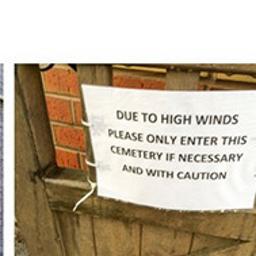 DUE TO HIGH WINDS
PLEASE ONLY ENTER THIS
CEMETERY IF NECESSARY
AND WITH CAUTION